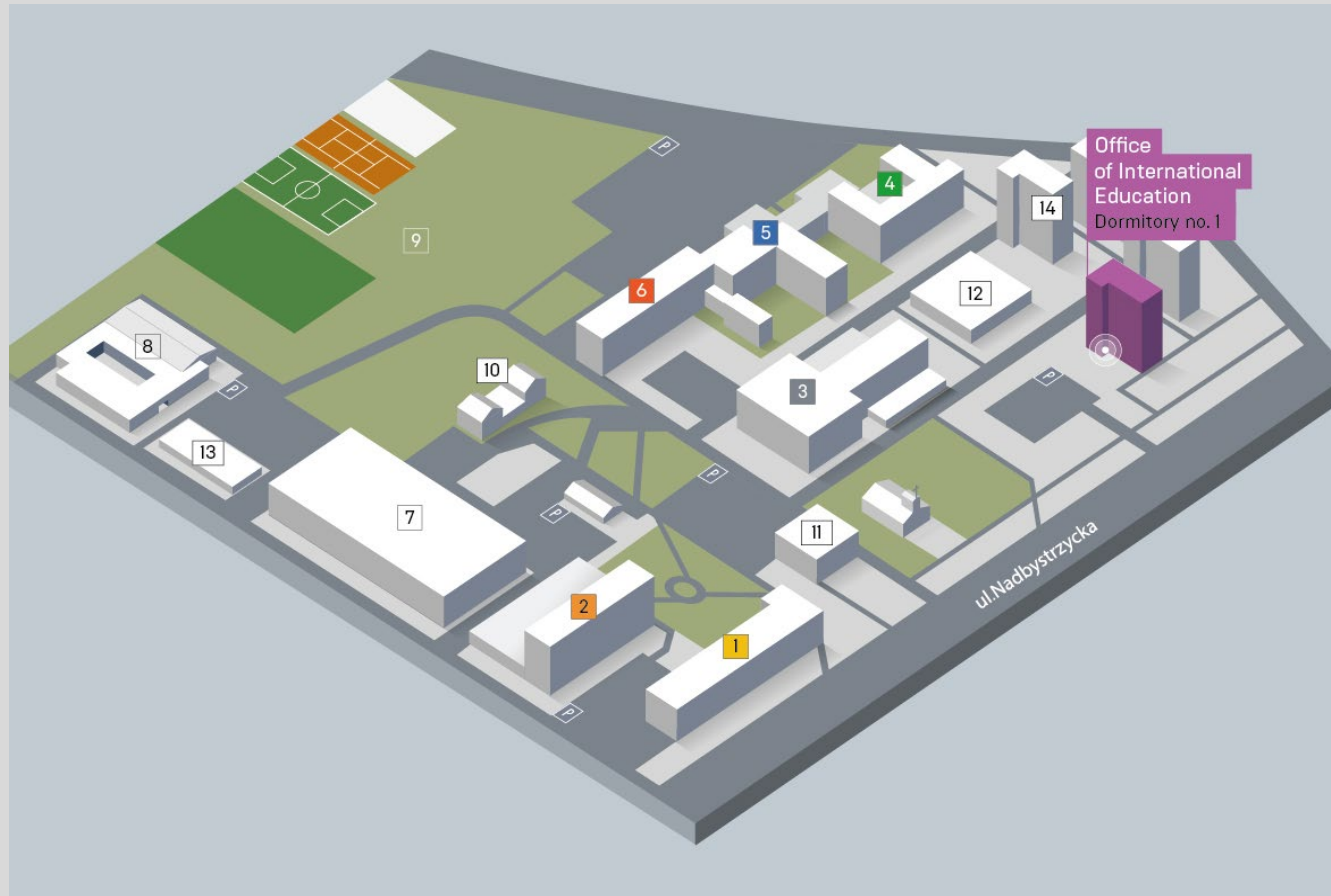 Office
of International
Education
Dormitory no. 1
P
4
14
5
9
6
12
8
10
P
3
P
13
P
7
P
11
ul.Nadbystrzycka
2
1
P